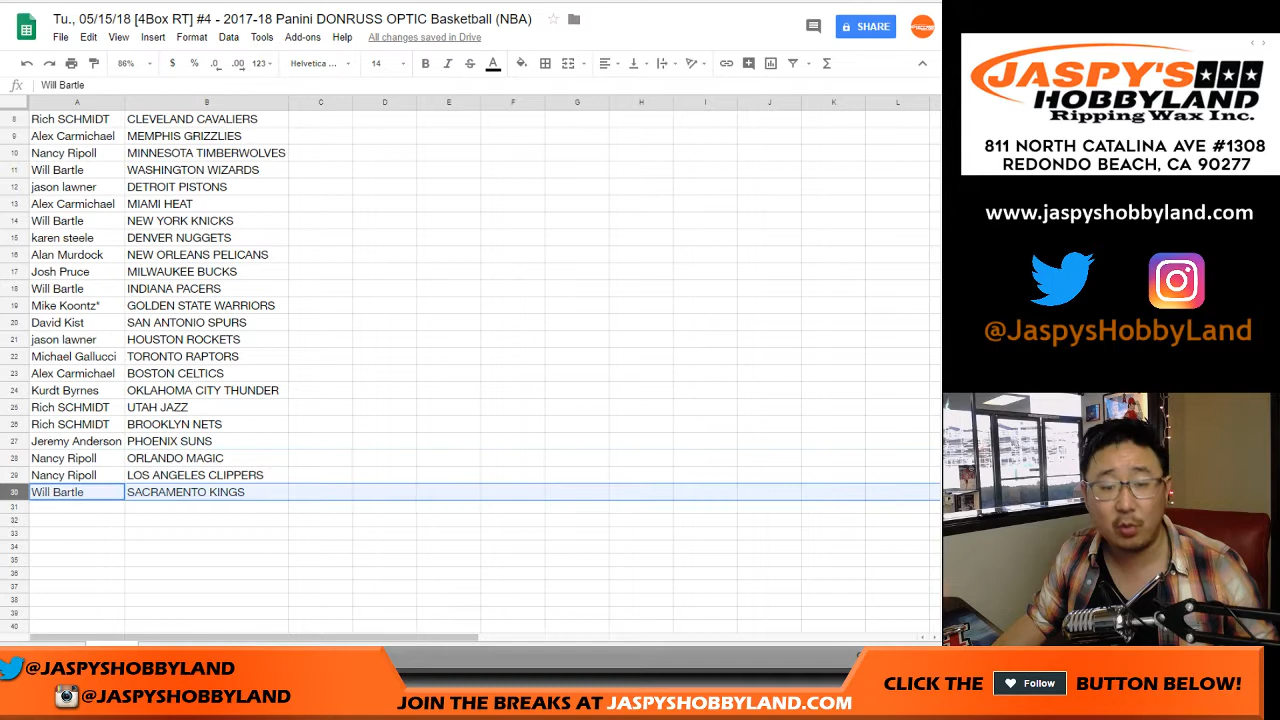 Tu., 05/15/18 [4Box RT] #4 - 2017-18 Panini DONRUSS OPTIC Basketball (NBA)
File Edit View Insert Format Data Tools Add-ons Help All changes saved in Drive
SHARE
86% $ % .0 .00 123 Helvetica ... 14 B I S A
fx Will Bartle
A B C D E F G H I J K L
8 Rich SCHMIDT CLEVELAND CAVALIERS
9 Alex Carmichael MEMPHIS GRIZZLIES
10 Nancy Ripoll MINNESOTA TIMBERWOLVES
11 Will Bartle WASHINGTON WIZARDS
12 jason lawner DETROIT PISTONS
13 Alex Carmichael MIAMI HEAT
14 Will Bartle NEW YORK KNICKS
15 karen steele DENVER NUGGETS
16 Alan Murdock NEW ORLEANS PELICANS
17 Josh Pruce MILWAUKEE BUCKS
18 Will Bartle INDIANA PACERS
19 Mike Koontz* GOLDEN STATE WARRIORS
20 David Kist SAN ANTONIO SPURS
21 jason lawner HOUSTON ROCKETS
22 Michael Gallucci TORONTO RAPTORS
23 Alex Carmichael BOSTON CELTICS
24 Kurdt Byrnes OKLAHOMA CITY THUNDER
25 Rich SCHMIDT UTAH JAZZ
26 Rich SCHMIDT BROOKLYN NETS
27 Jeremy Anderson PHOENIX SUNS
28 Nancy Ripoll ORLANDO MAGIC
29 Nancy Ripoll LOS ANGELES CLIPPERS
30 Will Bartle SACRAMENTO KINGS
31
32
33
34
35
36
37
38
39
40
JASPY'S
HOBBYLAND
Ripping Wax Inc.
811 NORTH CATALINA AVE #1308
REDONDO BEACH, CA 90277
www.jaspyshobbyland.com
@JaspysHobbyLand
@JASPYSHOBBYLAND
@JASPYSHOBBYLAND
JOIN THE BREAKS AT JASPYSHOBBYLAND.COM
CLICK THE Follow BUTTON BELOW!